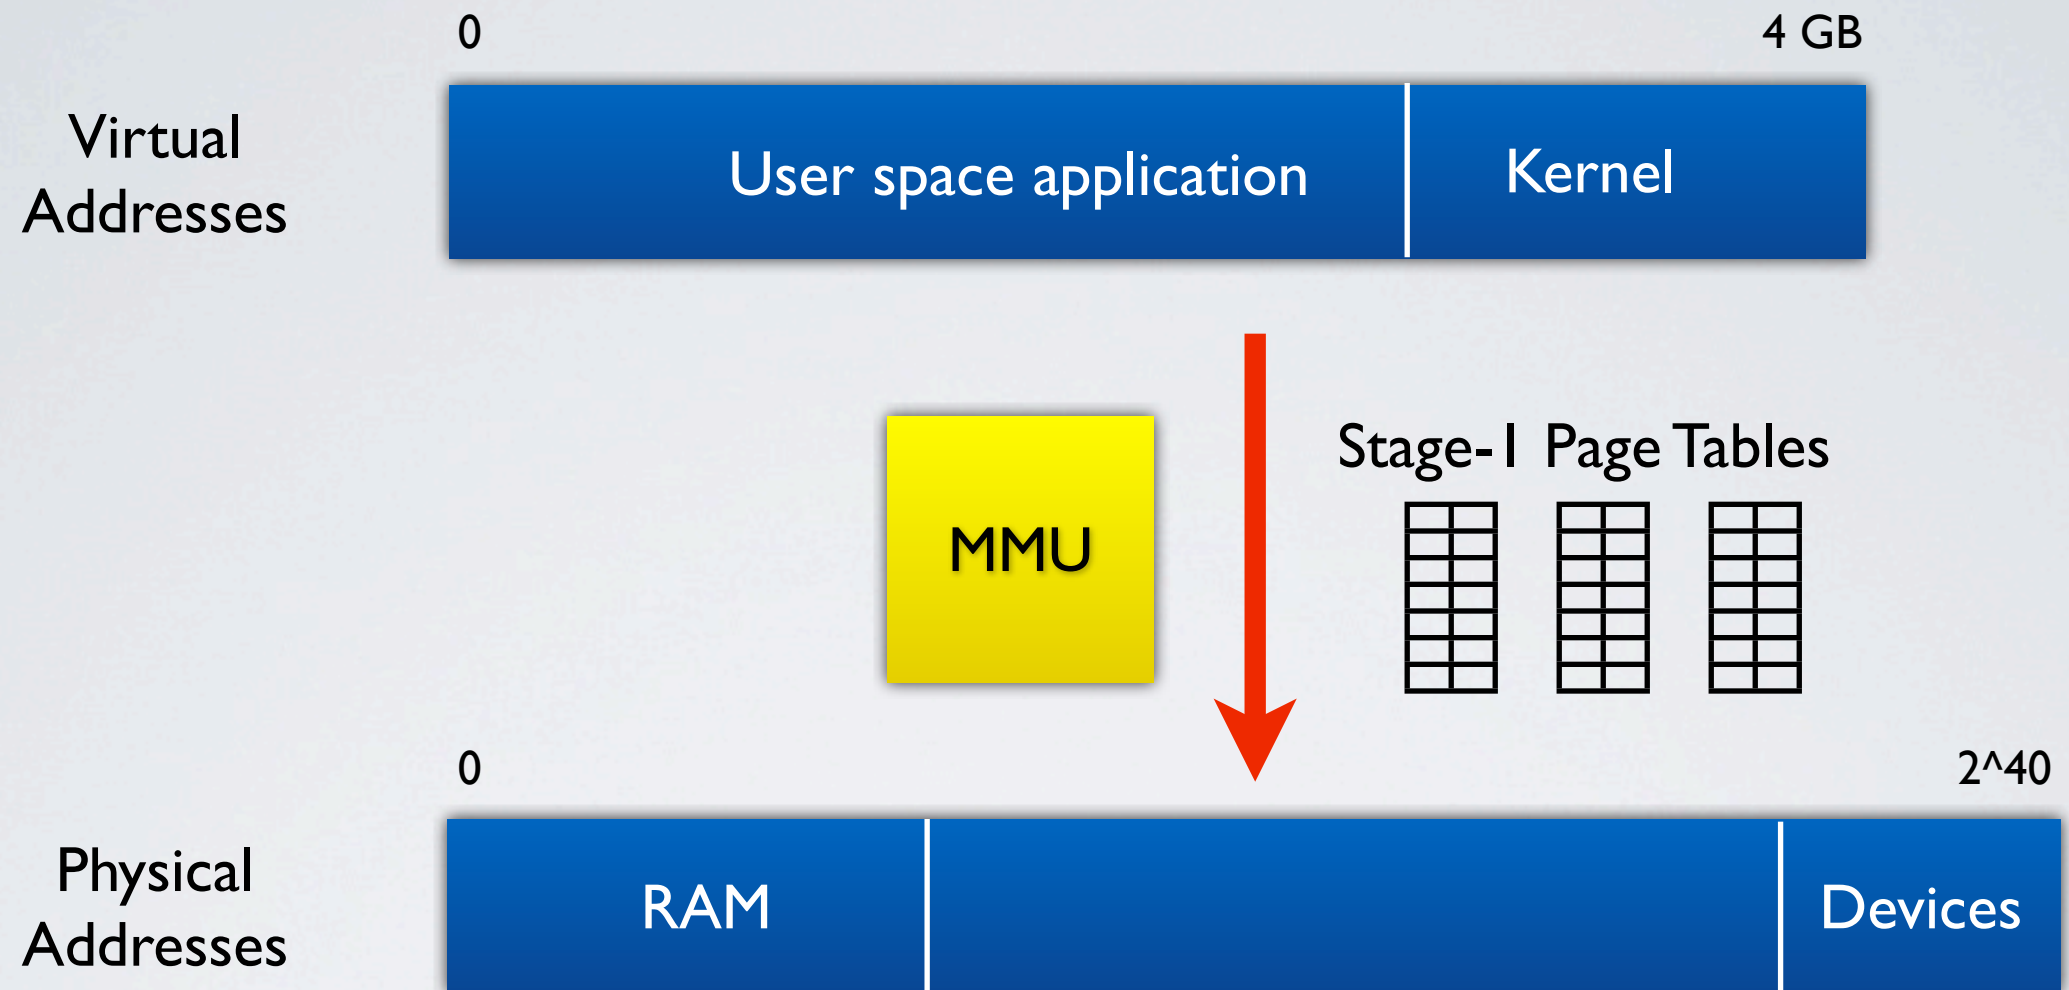 0
4 GB
Virtual
Addresses
User space application
Kernel
MMU
Stage-1 Page Tables
0
2^40
Physical
Addresses
RAM
Devices